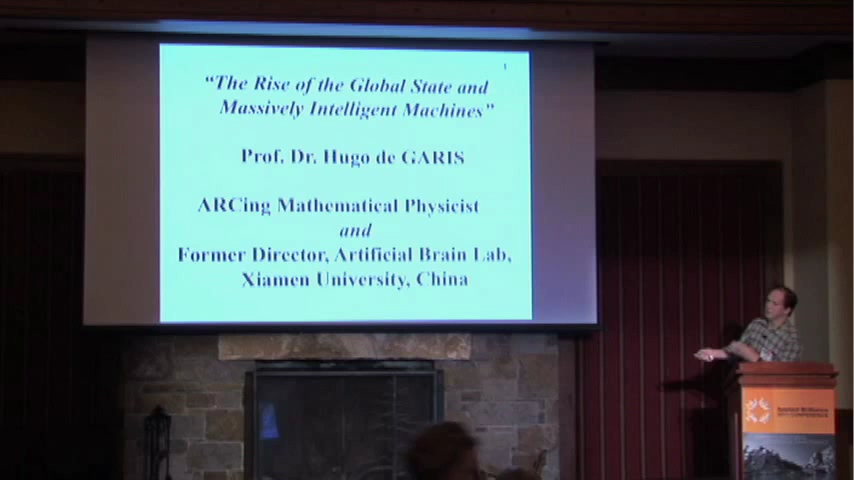 1
“The Rise of the Global State and
Massively Intelligent Machines”
Prof. Dr. Hugo de GARIS
ARCing Mathematical Physicist
and
Former Director, Artificial Brain Lab,
Xiamen University, China